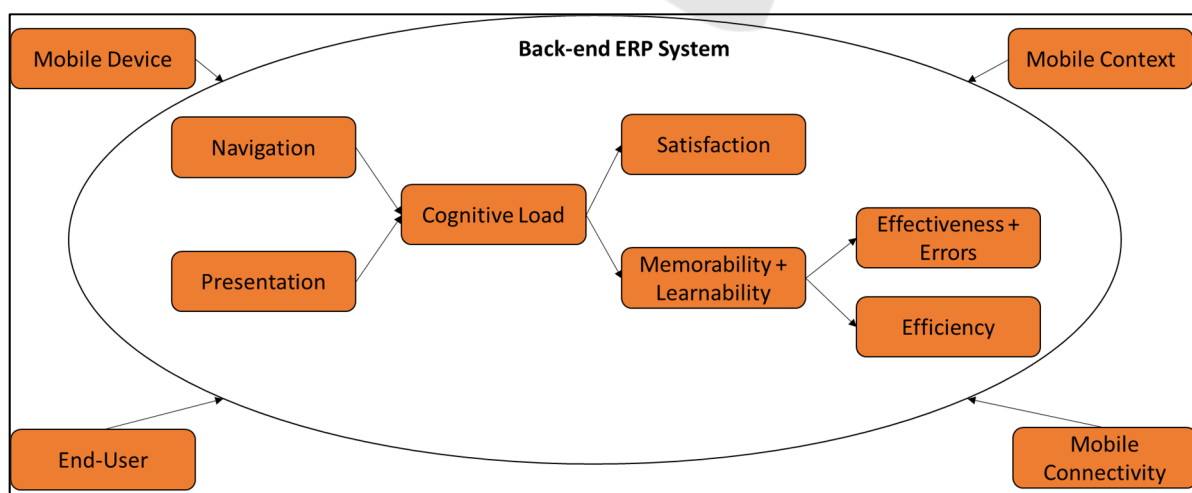 Back-end ERP System
Mobile Device
Mobile Context
Navigation
Satisfaction
Cognitive Load
Effectiveness +
Errors
Presentation
Memorability +
Learnability
Efficiency
End-User
Mobile
Connectivity